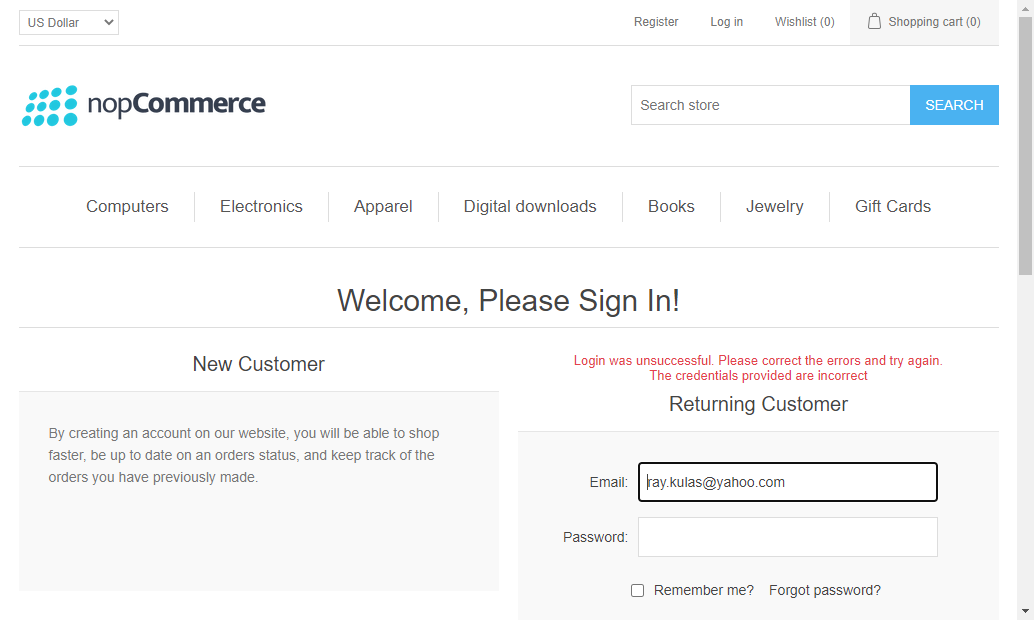 US Dollar
Register
Log in
Wishlist (0)
Shopping cart (0)
nopCommerce
Search store
SEARCH
Computers
Electronics
Apparel
Digital downloads
Books
Jewelry
Gift Cards
Welcome, Please Sign In!
New Customer
By creating an account on our website, you will be able to shop
faster, be up to date on an orders status, and keep track of the
orders you have previously made.
Login was unsuccessful. Please correct the errors and try again.
The credentials provided are incorrect
Returning Customer
Email:
ray.kulas@yahoo.com
Password:
Remember me?
Forgot password?